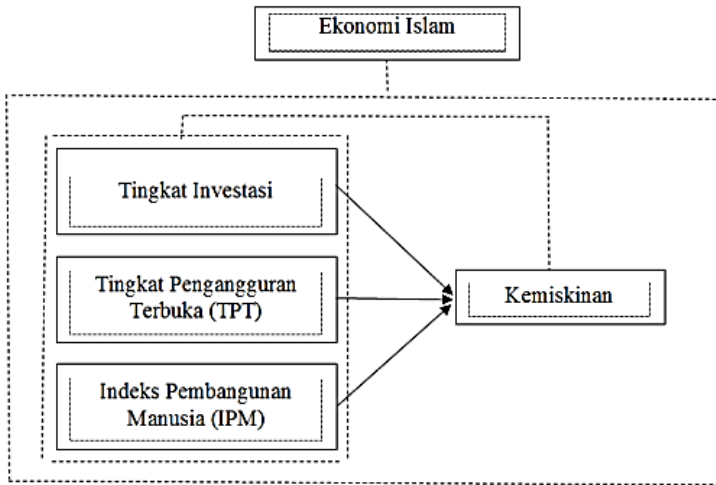 Ekonomi Islam
Tingkat Investasi
Tingkat Pengangguran
Terbuka (TPT)
Kemiskinan
Indeks Pembangunan
Manusia (IPM)